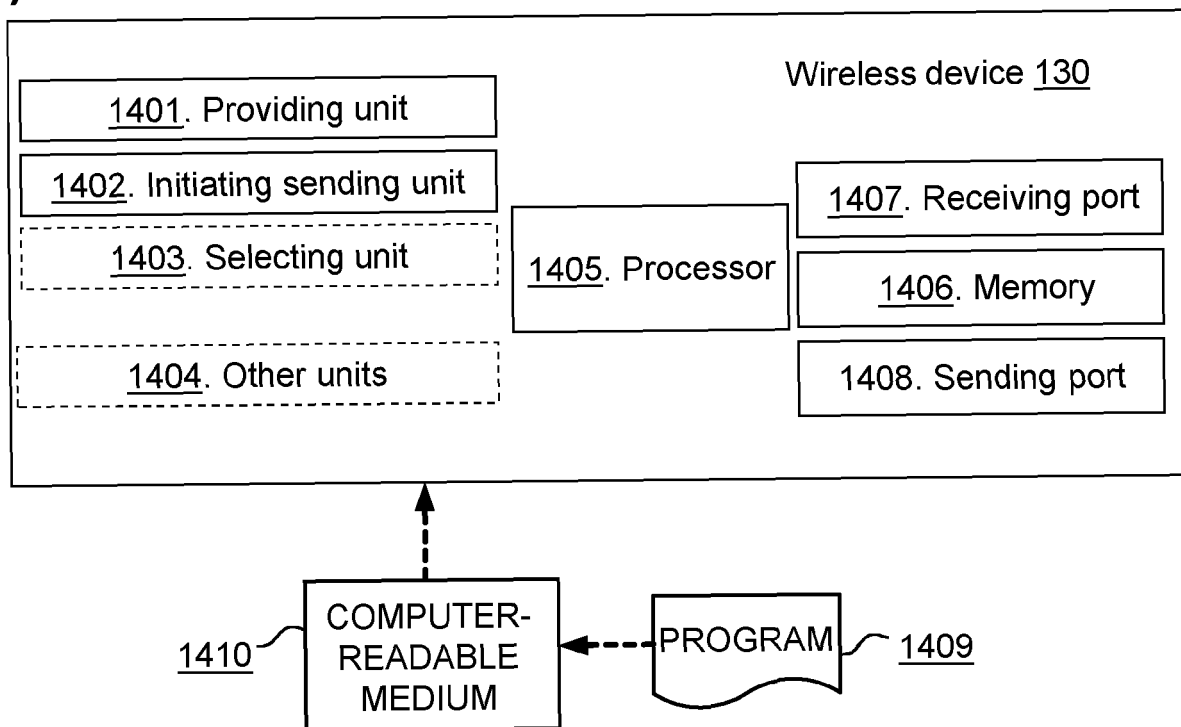 Wireless device 130
1401. Providing unit
1402. Initiating sending unit
1403. Selecting unit
1404. Other units
1405. Processor
1407. Receiving port
1406. Memory
1408. Sending port
COMPUTER-
READABLE
MEDIUM
1410
PROGRAM
1409